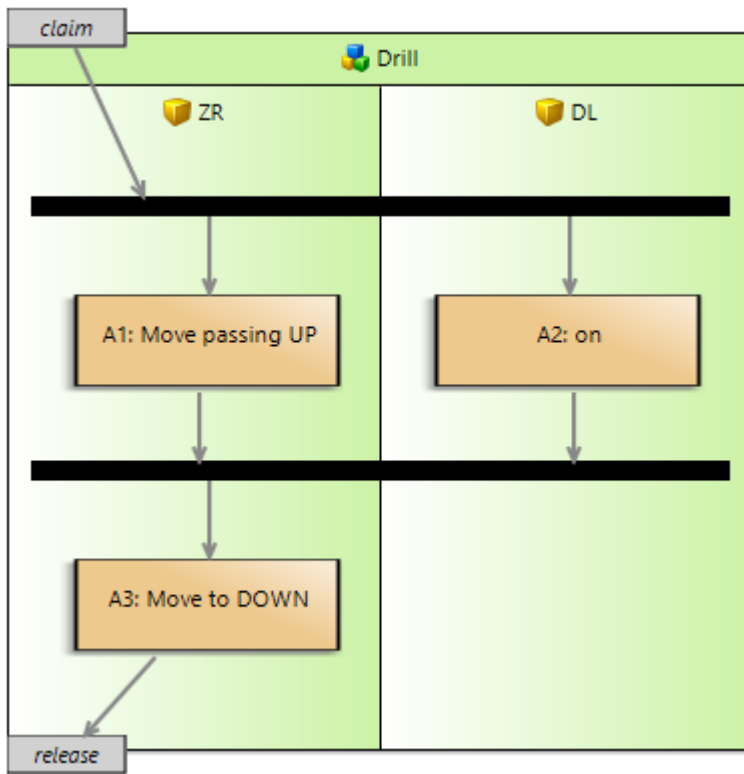 claim
Drill
ZR
DL
A1: Move passing UP
A2: on
A3: Move to DOWN
release